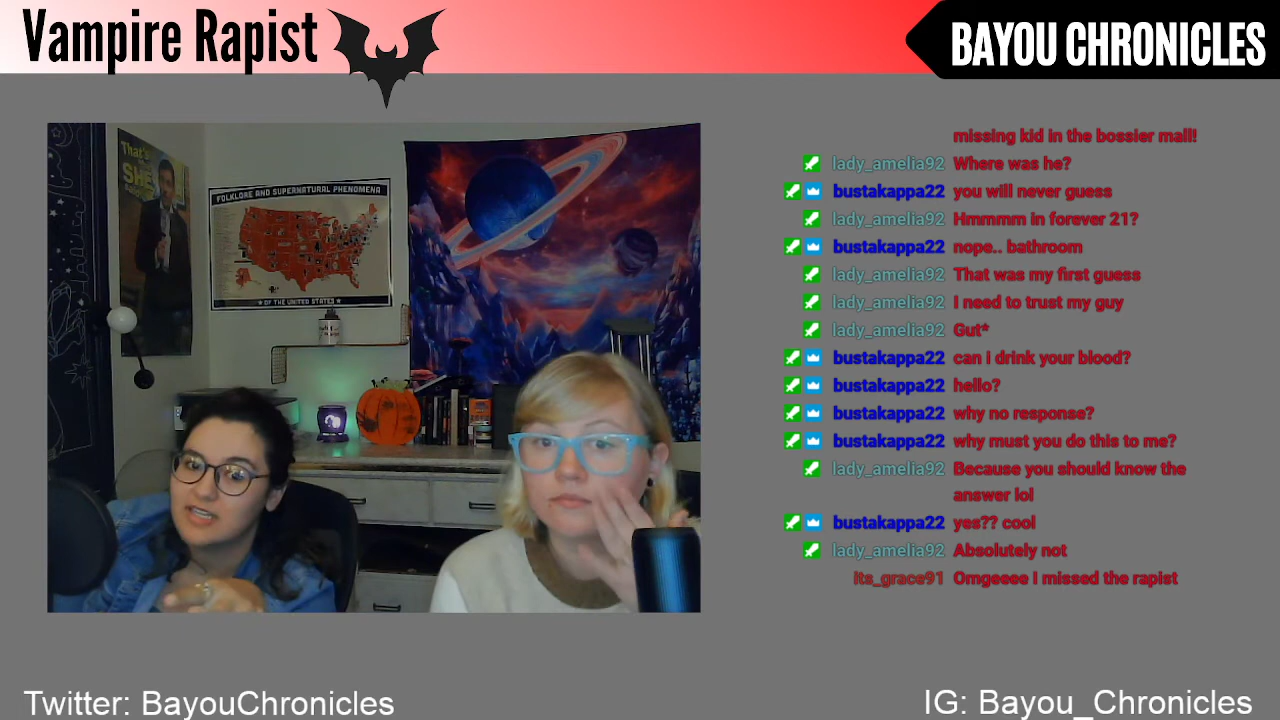 Vampire Rapist
BAYOU CHRONICLES
That's
SHE
FOLKLORE AND SUPERNATURAL PHENOMENA
OF THE UNITED STATES
missing kid in the bossier mall!
lady_amelia92 Where was he?
bustakappa22 you will never guess
lady_amelia92 Hmmmm in forever 21?
bustakappa22 nope.. bathroom
lady_amelia92 That was my first guess
lady_amelia92 I need to trust my guy
lady_amelia92 Gut*
bustakappa22 can i drink your blood?
bustakappa22 hello?
bustakappa22 why no response?
bustakappa22 why must you do this to me?
lady_amelia92 Because you should know the
answer lol
bustakappa22 yes?? cool
lady_amelia92 Absolutely not
Its_grace91 Omgeeee I missed the rapist
Twitter: BayouChronicles
IG: Bayou_Chronicles